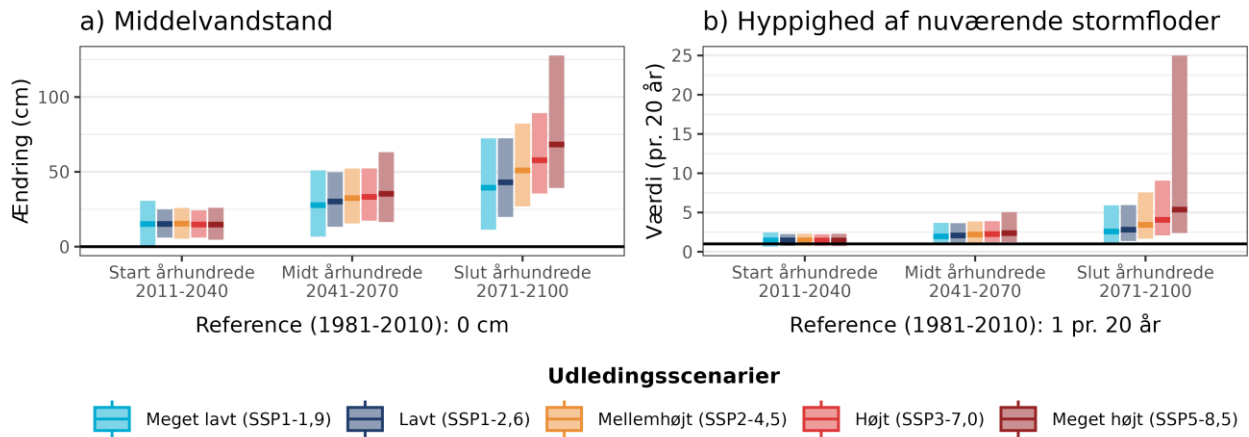 a) Middelvandstand
Ændring (cm)
100
50
0
Start århundrede
2011-2040
Midt århundrede
2041-2070
Slut århundrede
2071-2100
Reference (1981-2010): 0 cm
b) Hyppighed af nuværende stormfloder
Værdi (pr. 20 år)
25
20
15
10
5
0
Start århundrede
2011-2040
Midt århundrede
2041-2070
Slut århundrede
2071-2100
Reference (1981-2010): 1 pr. 20 år
Udledingsscenarier
Meget lavt (SSP1-1,9)
Lavt (SSP1-2,6)
Mellemhøjt (SSP2-4,5)
Højt (SSP3-7,0)
Meget højt (SSP5-8,5)